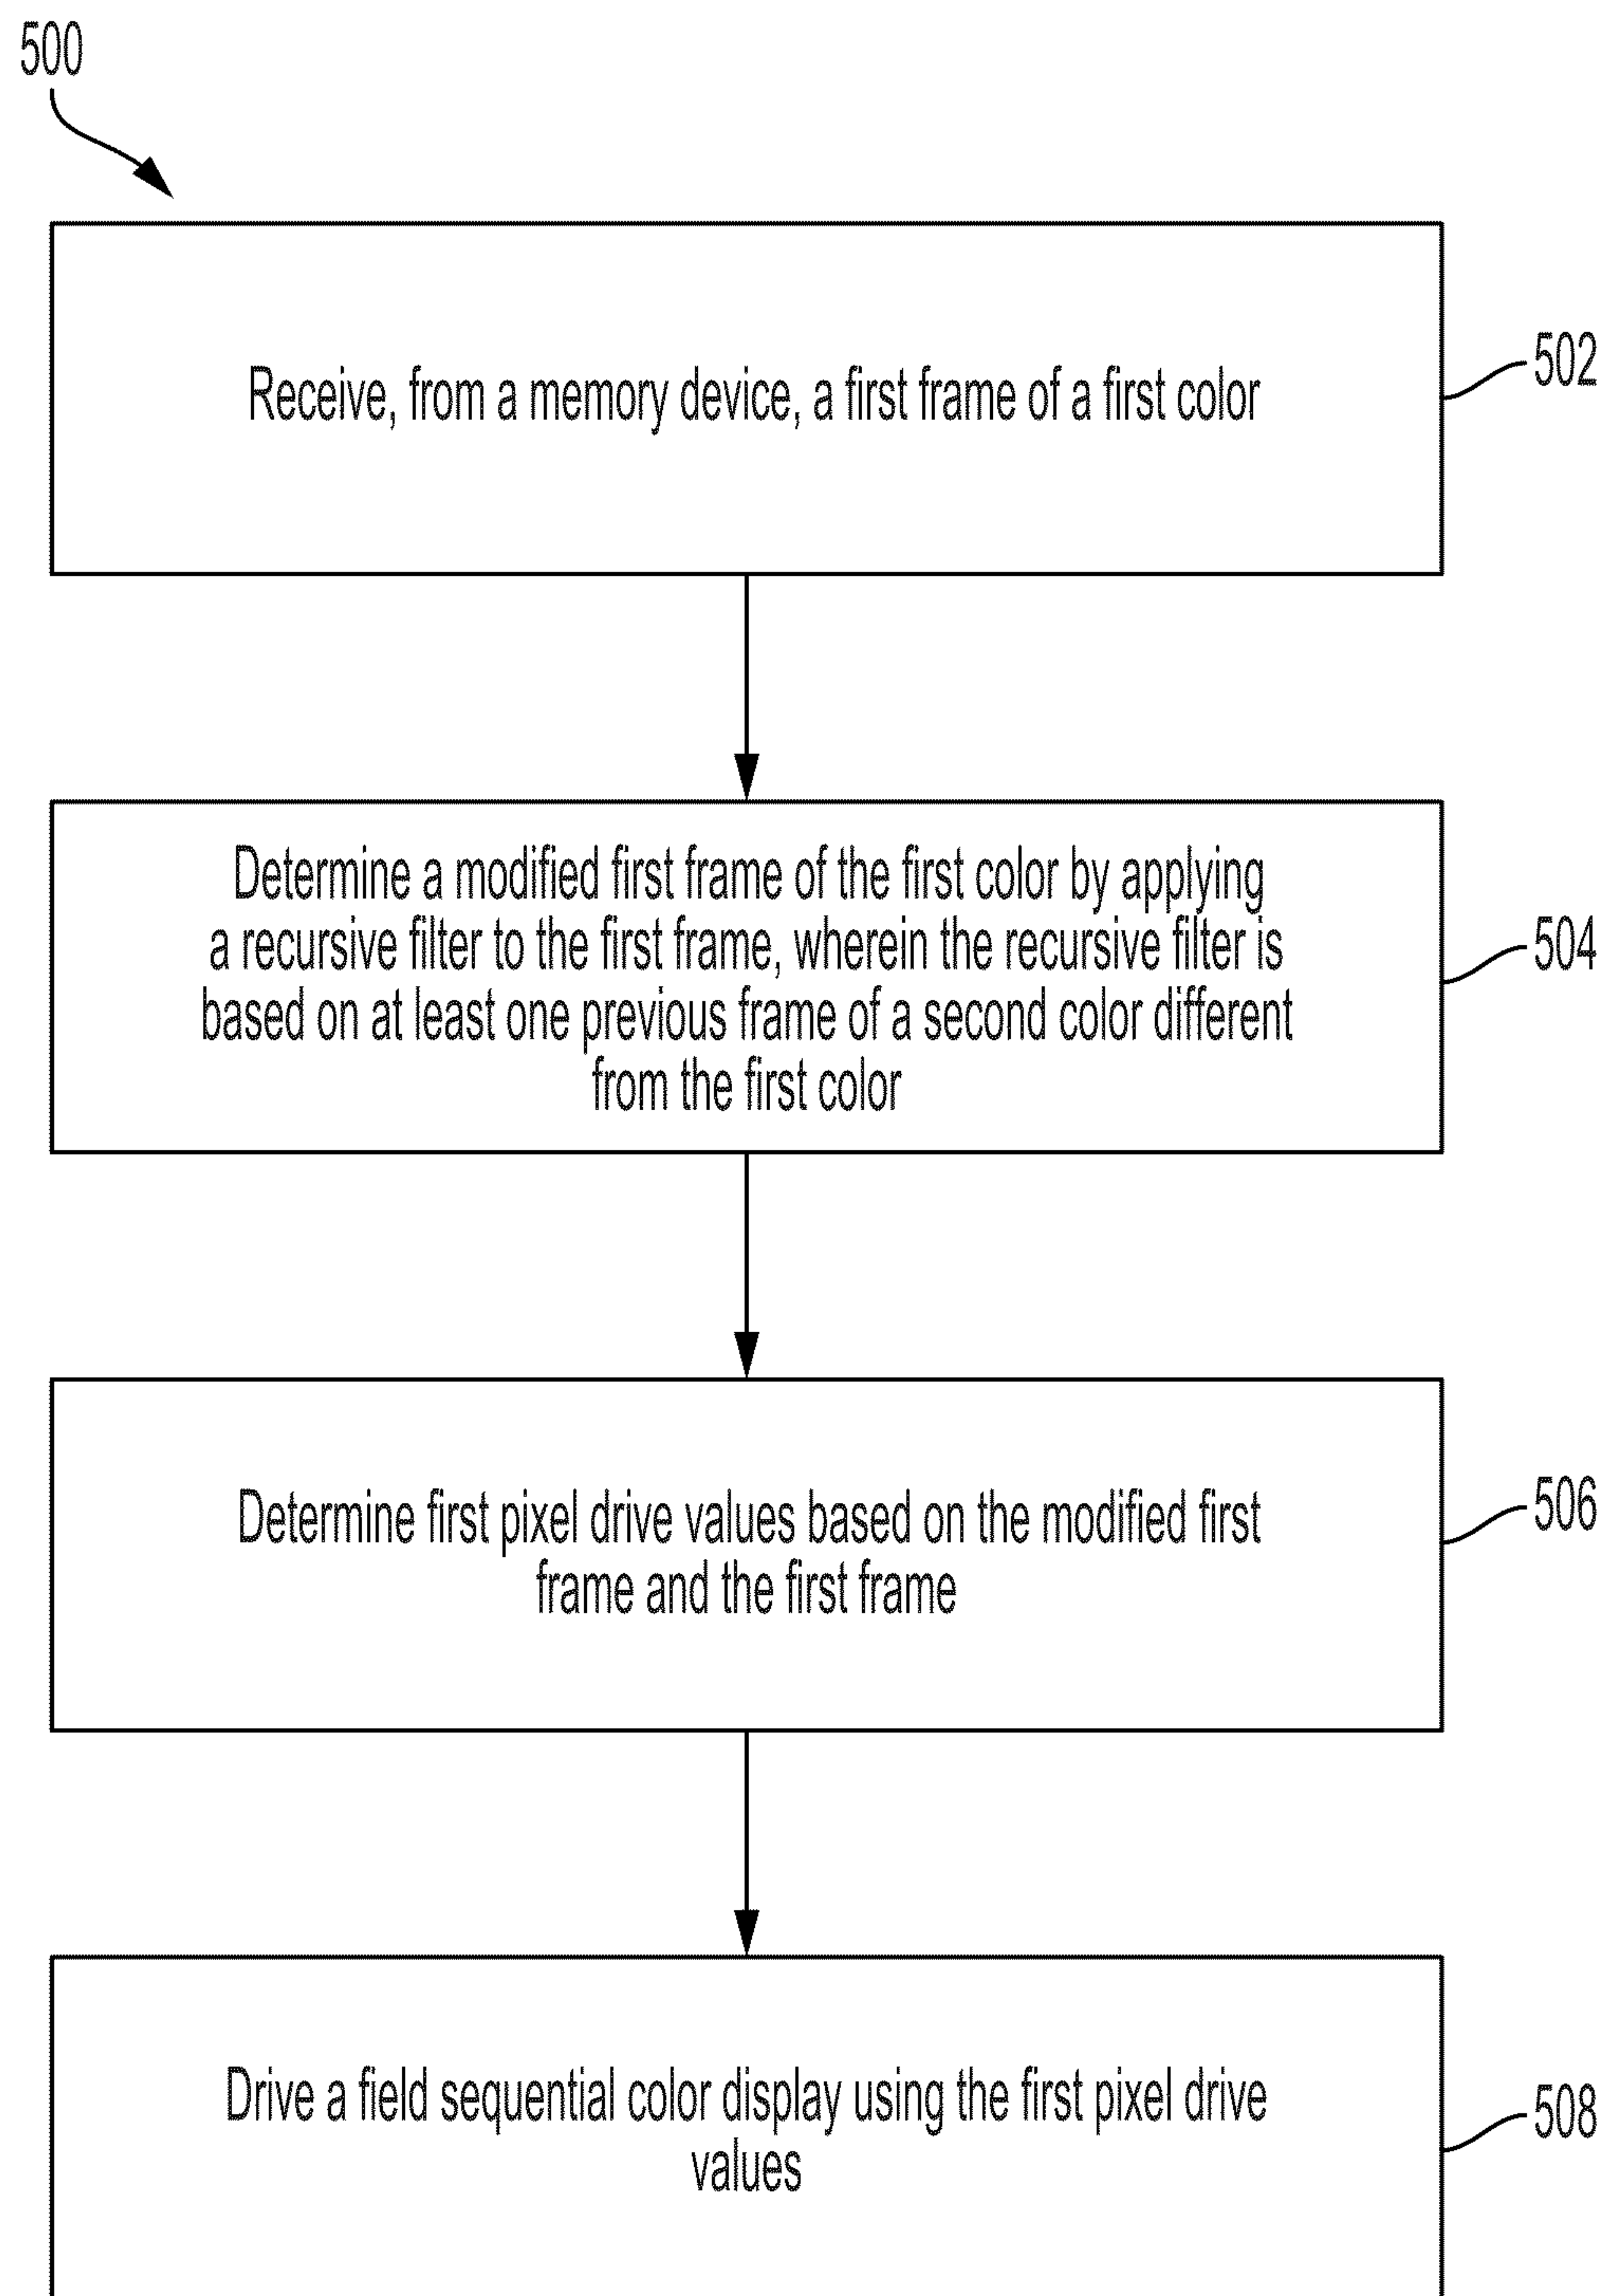 500
Receive, from a memory device, a first frame of a first color
502
Determine a modified first frame of the first color by applying
a recursive filter to the first frame, wherein the recursive filter is
based on at least one previous frame of a second color different
from the first color
504
Determine first pixel drive values based on the modified first
frame and the first frame
506
Drive a field sequential color display using the first pixel drive
values
508